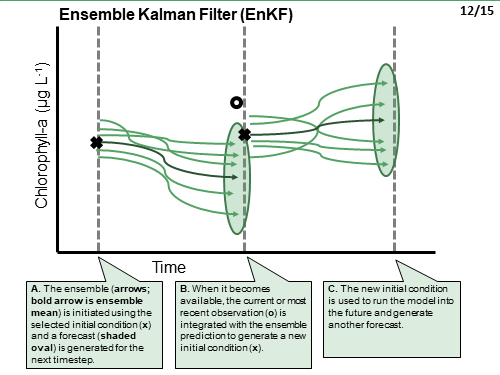 Ensemble Kalman Filter (EnKF)
12/15
Chlorophyll-a (µg L-1)
Time
A. The ensemble (arrows;
bold arrow is ensemble
mean) is initiated using the
selected initial condition (x)
and a forecast (shaded
oval) is generated for the
next timestep.
B. When it becomes
available, the current or most
recent observation (o) is
integrated with the ensemble
prediction to generate a new
initial condition (x).
C. The new initial condition
is used to run the model into
the future and generate
another forecast.